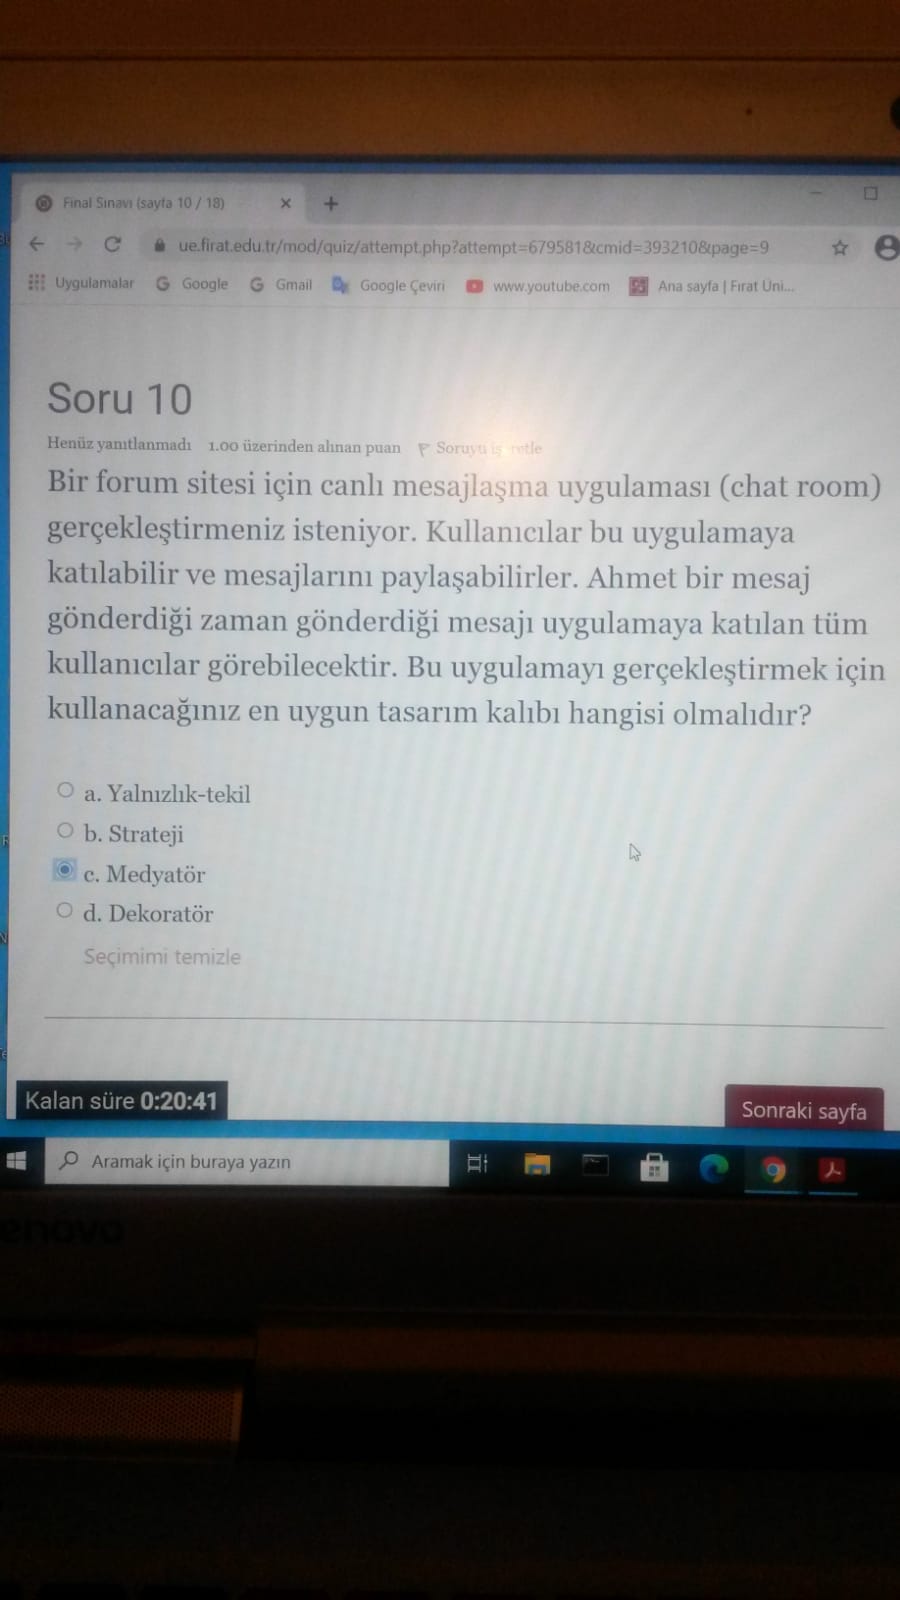 Final Sınavı (sayfa 10 / 18)
ue.firat.edu.tr/mod/quiz/attempt.php?attempt=679581&cmid=393210&page=9
Uygulamalar Google Gmail Google Çeviri www.youtube.com Ana sayfa | Fırat Üni...
Soru 10
Henüz yanıtlanmadı 1.00 üzerinden alınan puan Soruyu
Bir forum sitesi için canlı mesajlaşma uygulaması (chat room)
gerçekleştirmeniz isteniyor. Kullanıcılar bu uygulamaya
katılabilir ve mesajlarını paylaşabilirler. Ahmet bir mesaj
gönderdiği zaman gönderdiği mesajı uygulamaya katılan tüm
kullanıcılar görebilecektir. Bu uygulamayı gerçekleştirmek için
kullanacağınız en uygun tasarım kalıbı hangisi olmalıdır?
a. Yalnızlık-tekil
b. Strateji
c. Medyatör
d. Dekoratör
Seçimimi temizle
Kalan süre 0:20:41
Sonraki sayfa
Aramak için buraya yazın
enovo